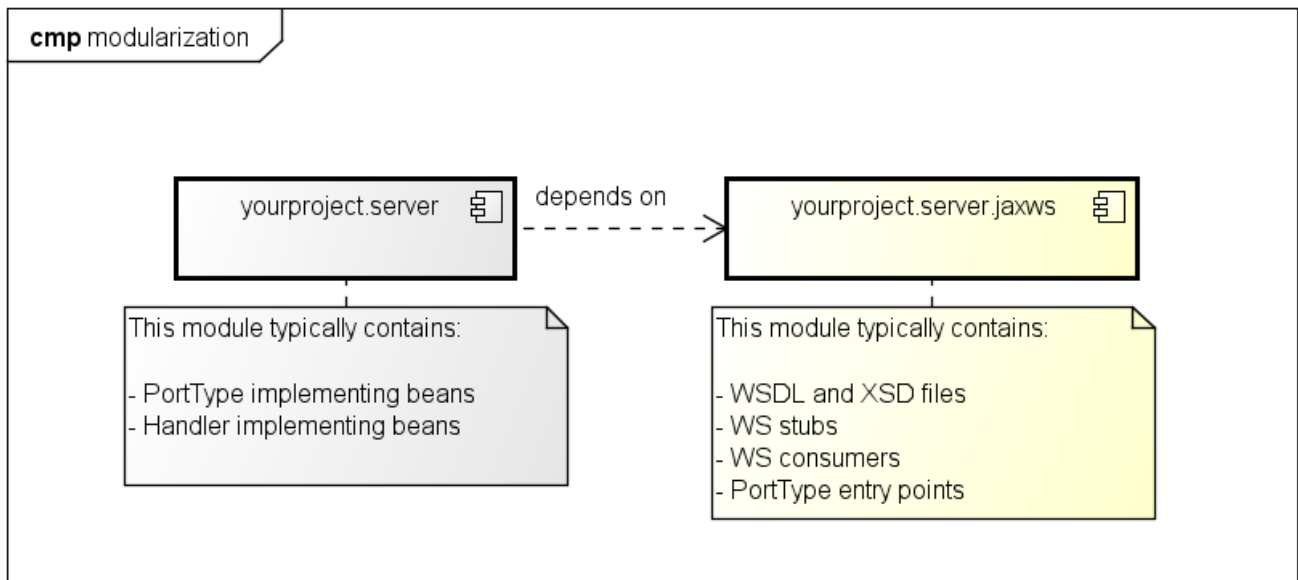 cmp modularization
yourproject.server
depends on
yourproject.server.jaxws
This module typically contains:
- PortType implementing beans
- Handler implementing beans
This module typically contains:
- WSDL and XSD files
- WS stubs
- WS consumers
- PortType entry points